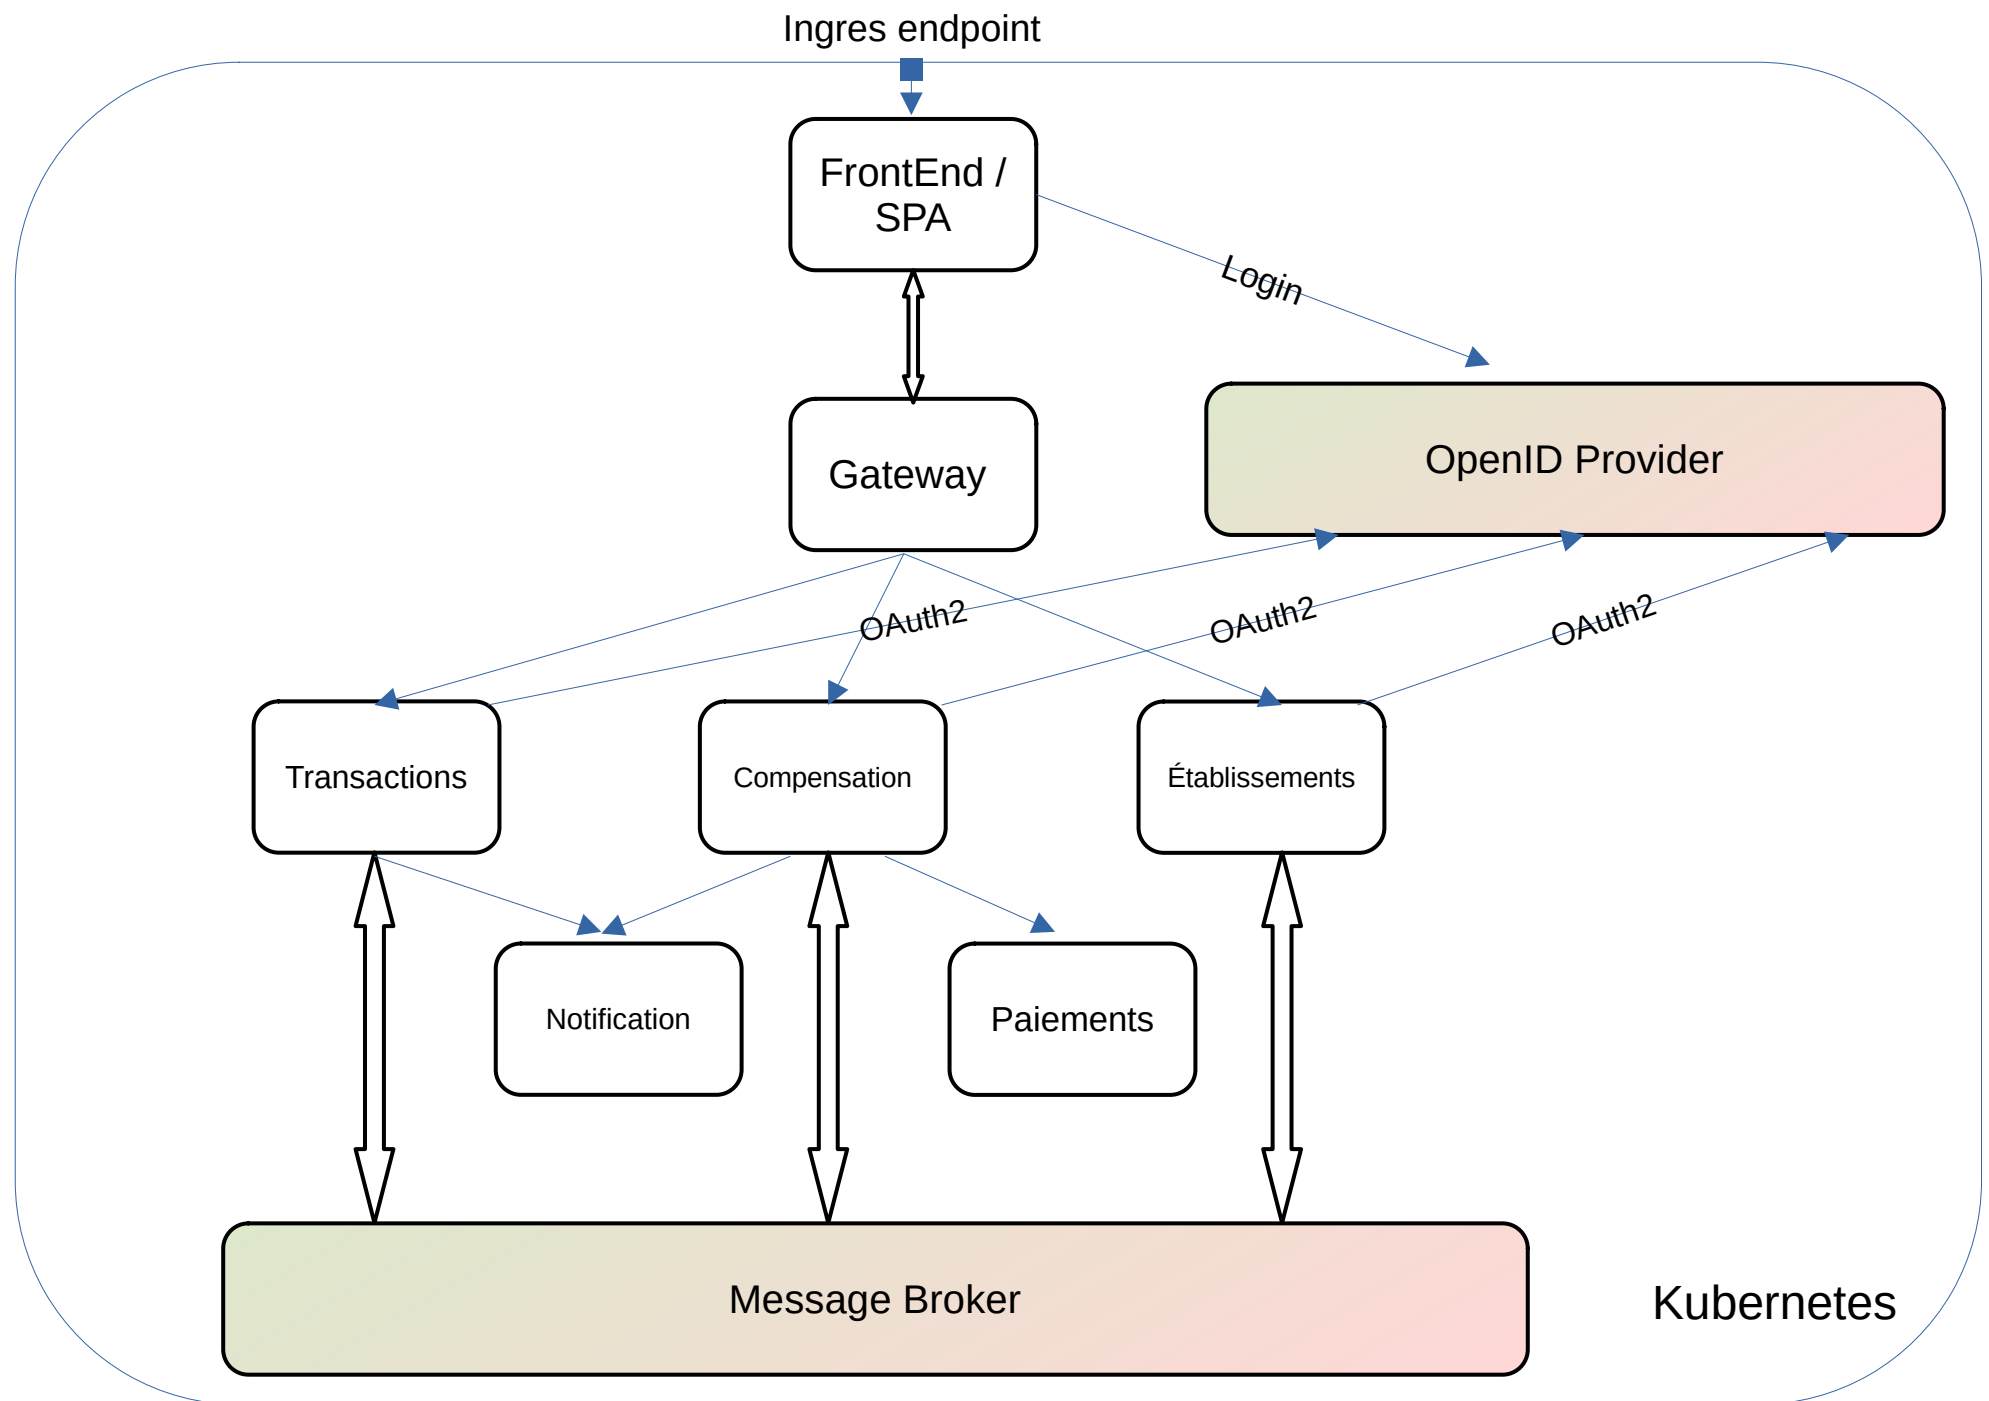 Ingres endpoint
FrontEnd /
SPA
Login
OpenID Provider
Gateway
OAuth2
OAuth2
OAuth2
Transactions
Compensation
Établissements
Notification
Paiements
Message Broker
Kubernetes